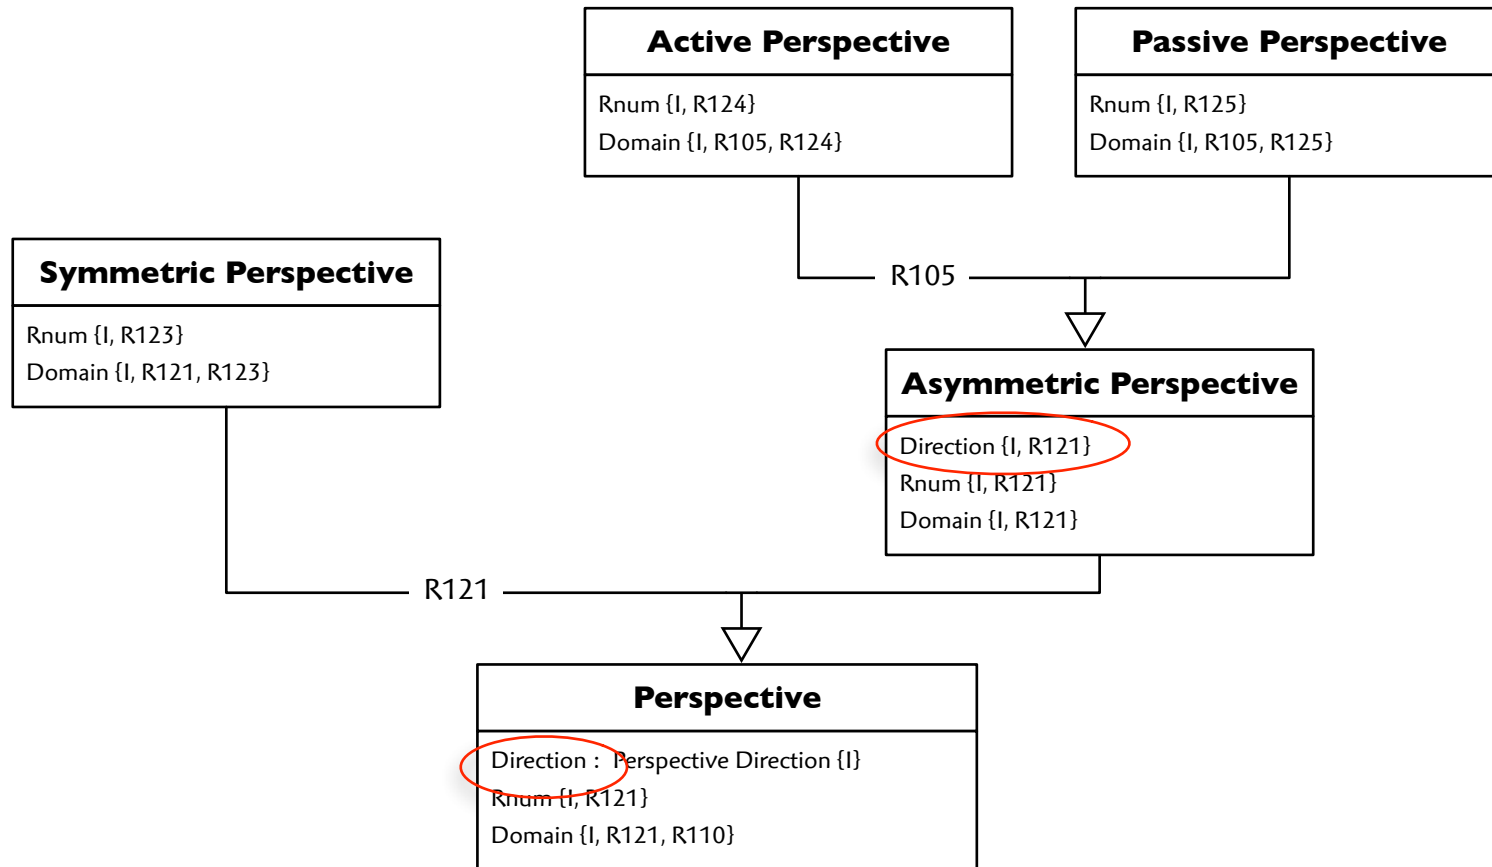 Active Perspective
Rnum {I, R124}
Domain {I, R105, R124}
Passive Perspective
Rnum {I, R125}
Domain {I, R105, R125}
Symmetric Perspective
Rnum {I, R123}
Domain {I, R121, R123}
R105
Asymmetric Perspective
Direction {I, R121}
Rnum {I, R121}
Domain {I, R121}
R121
Perspective
Direction : Perspective Direction {I}
Rnum {I, R121}
Domain {I, R121, R110}